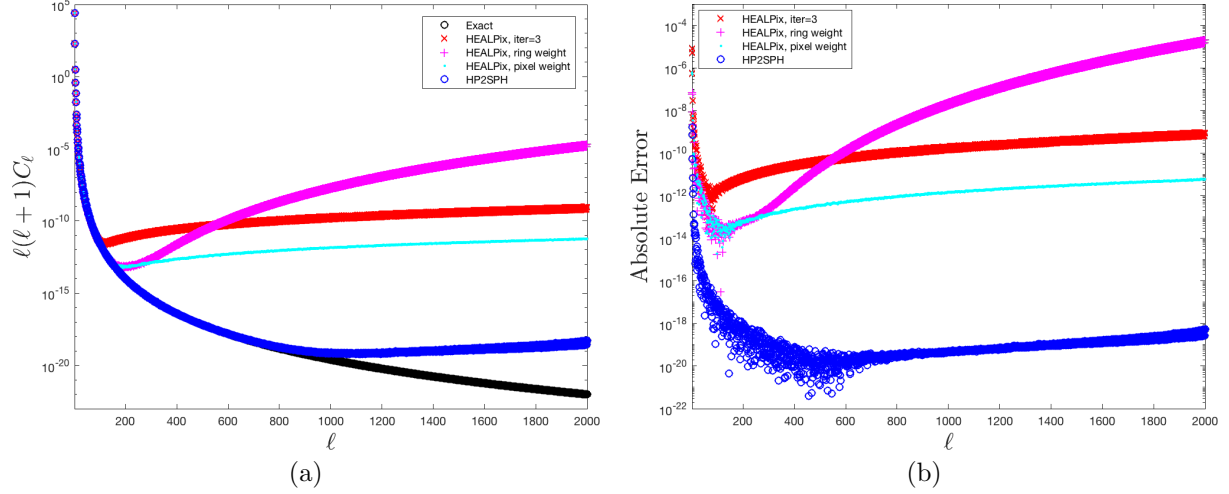 10^5
10^0
10^-5
10^-10
10^-15
10^-20
ℓ(ℓ + 1)C_ℓ
200 400 600 800 1000 1200 1400 1600 1800 2000
ℓ
Exact
HEALPix, iter=3
HEALPix, ring weight
HEALPix, pixel weight
HP2SPH
(a)
10^-4
10^-6
10^-8
10^-10
10^-12
10^-14
10^-16
10^-18
10^-20
10^-22
Absolute Error
200 400 600 800 1000 1200 1400 1600 1800 2000
ℓ
HEALPix, iter=3
HEALPix, ring weight
HEALPix, pixel weight
HP2SPH
(b)